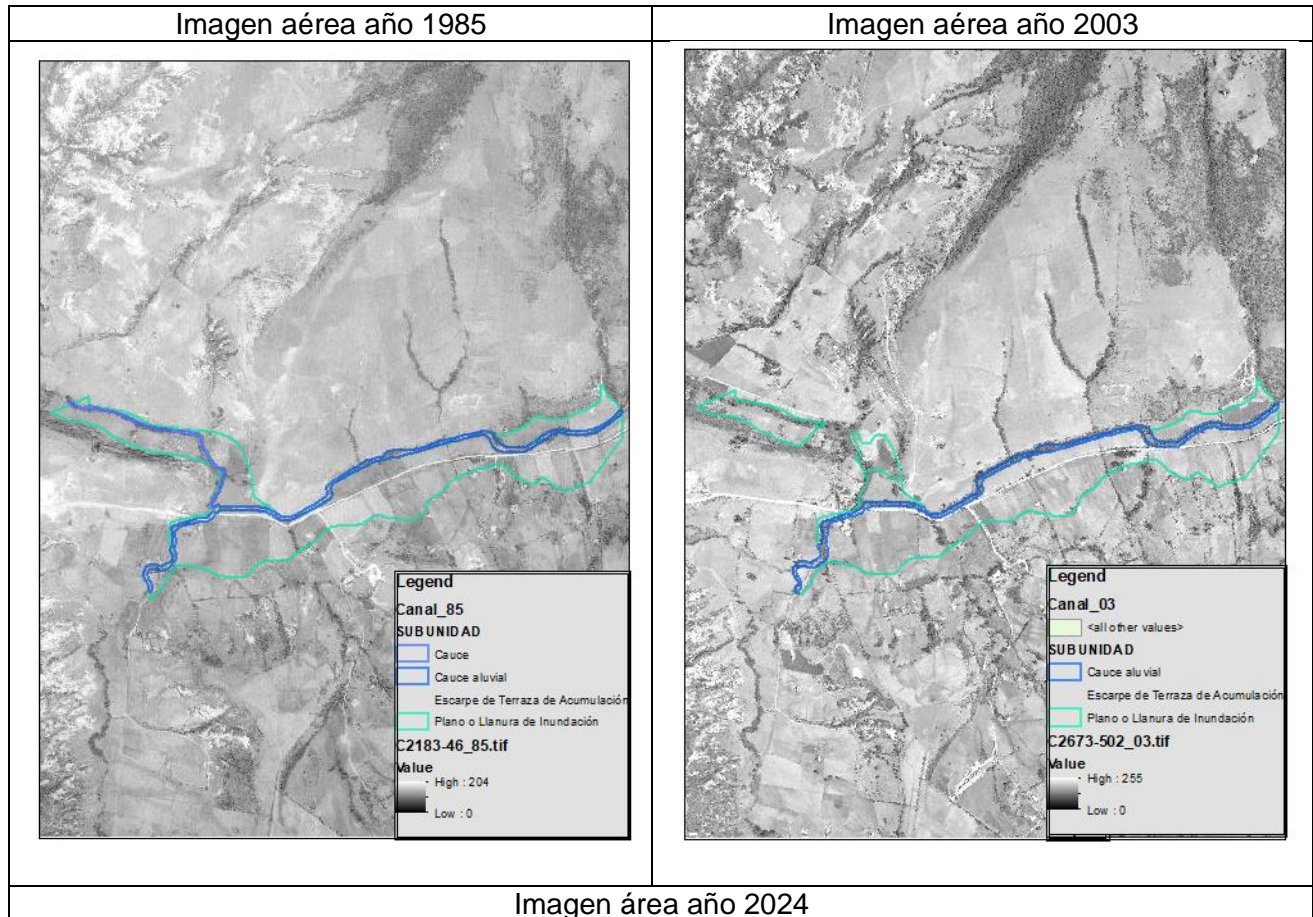 Imagen aérea año 1985
Imagen aérea año 2003
Legend
Canal_85
SUBUNIDAD
Cauce
Cauce aluvial
Escarpe de Terraza de Acumulación
Plano o Llanura de Inundación
C2183-46_85.tif
Value
High : 204
Low : 0
Legend
Canal_03
<all other values>
SUBUNIDAD
Cauce aluvial
Escarpe de Terraza de Acumulación
Plano o Llanura de Inundación
C2673-502_03.tif
Value
High : 255
Low : 0
Imagen área año 2024